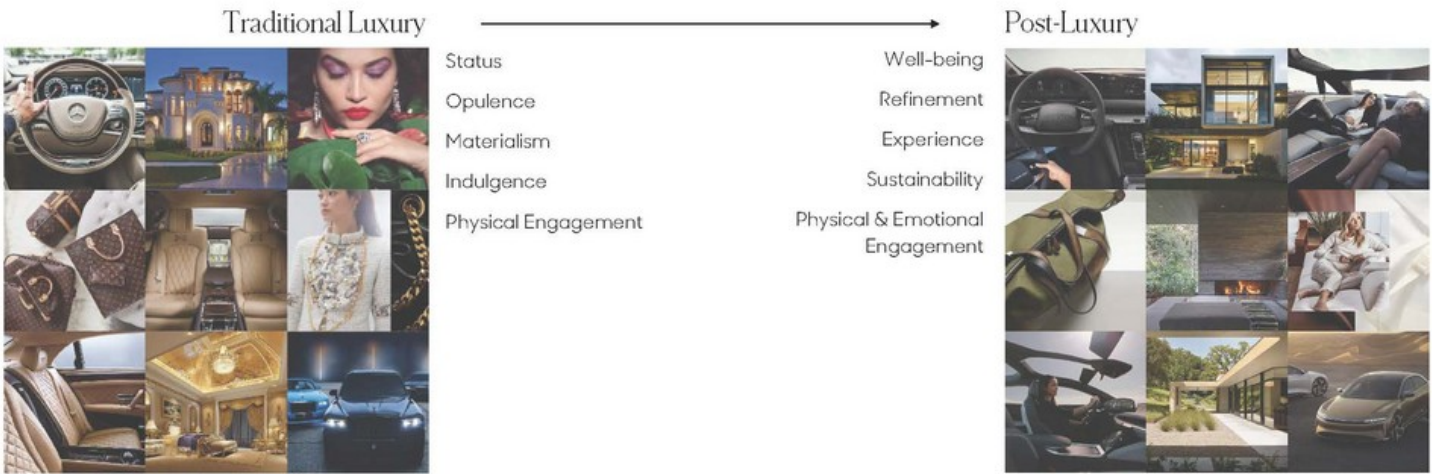 Traditional Luxury
Post-Luxury
Status
Opulence
Materialism
Indulgence
Physical Engagement
Well-being
Refinement
Experience
Sustainability
Physical & Emotional
Engagement